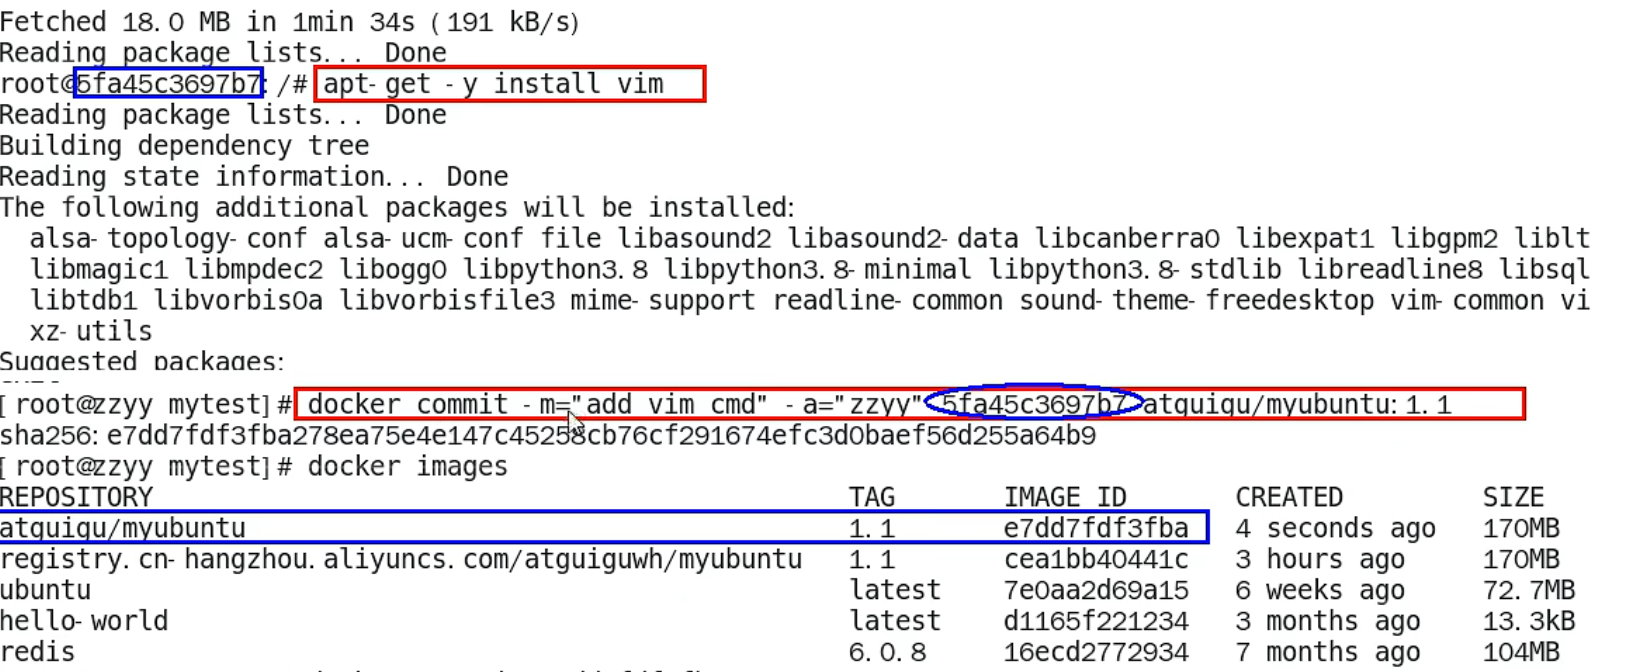 Fetched 18.0 MB in 1min 34s (191 kB/s)
Reading package lists... Done
root@5fa45c3697b7:/# apt-get -y install vim
Reading package lists... Done
Building dependency tree
Reading state information... Done
The following additional packages will be installed:
alsa-topology-conf alsa-ucm-conf file libasound2 libasound2-data libcanberra0 libexpat1 libgpm2 liblt
libmagic1 libmpdec2 libogg0 libpython3.8 libpython3.8-minimal libpython3.8-stdlib libreadline8 libsql
libtdb1 libvorbis0a libvorbisfile3 mime-support readline-common sound-theme-freedesktop vim-common vi
xz-utils
Suggested packages:
[root@zzyy mytest]# docker commit -m="add vim cmd" -a="zzyy" 5fa45c3697b7 atguigu/myubuntu:1.1
sha256:e7dd7fdf3fba278ea75e4e147c45258cb76cf291674efc3d0baef56d255a64b9
[root@zzyy mytest]# docker images
REPOSITORY TAG IMAGE ID CREATED SIZE
atguigu/myubuntu 1.1 e7dd7fdf3fba 4 seconds ago 170MB
registry.cn-hangzhou.aliyuncs.com/atguiguwh/myubuntu 1.1 cea1bb40441c 3 hours ago 170MB
ubuntu latest 7e0aa2d69a15 6 weeks ago 72.7MB
hello-world latest d1165f221234 3 months ago 13.3kB
redis 6.0.8 16ecd2772934 7 months ago 104MB